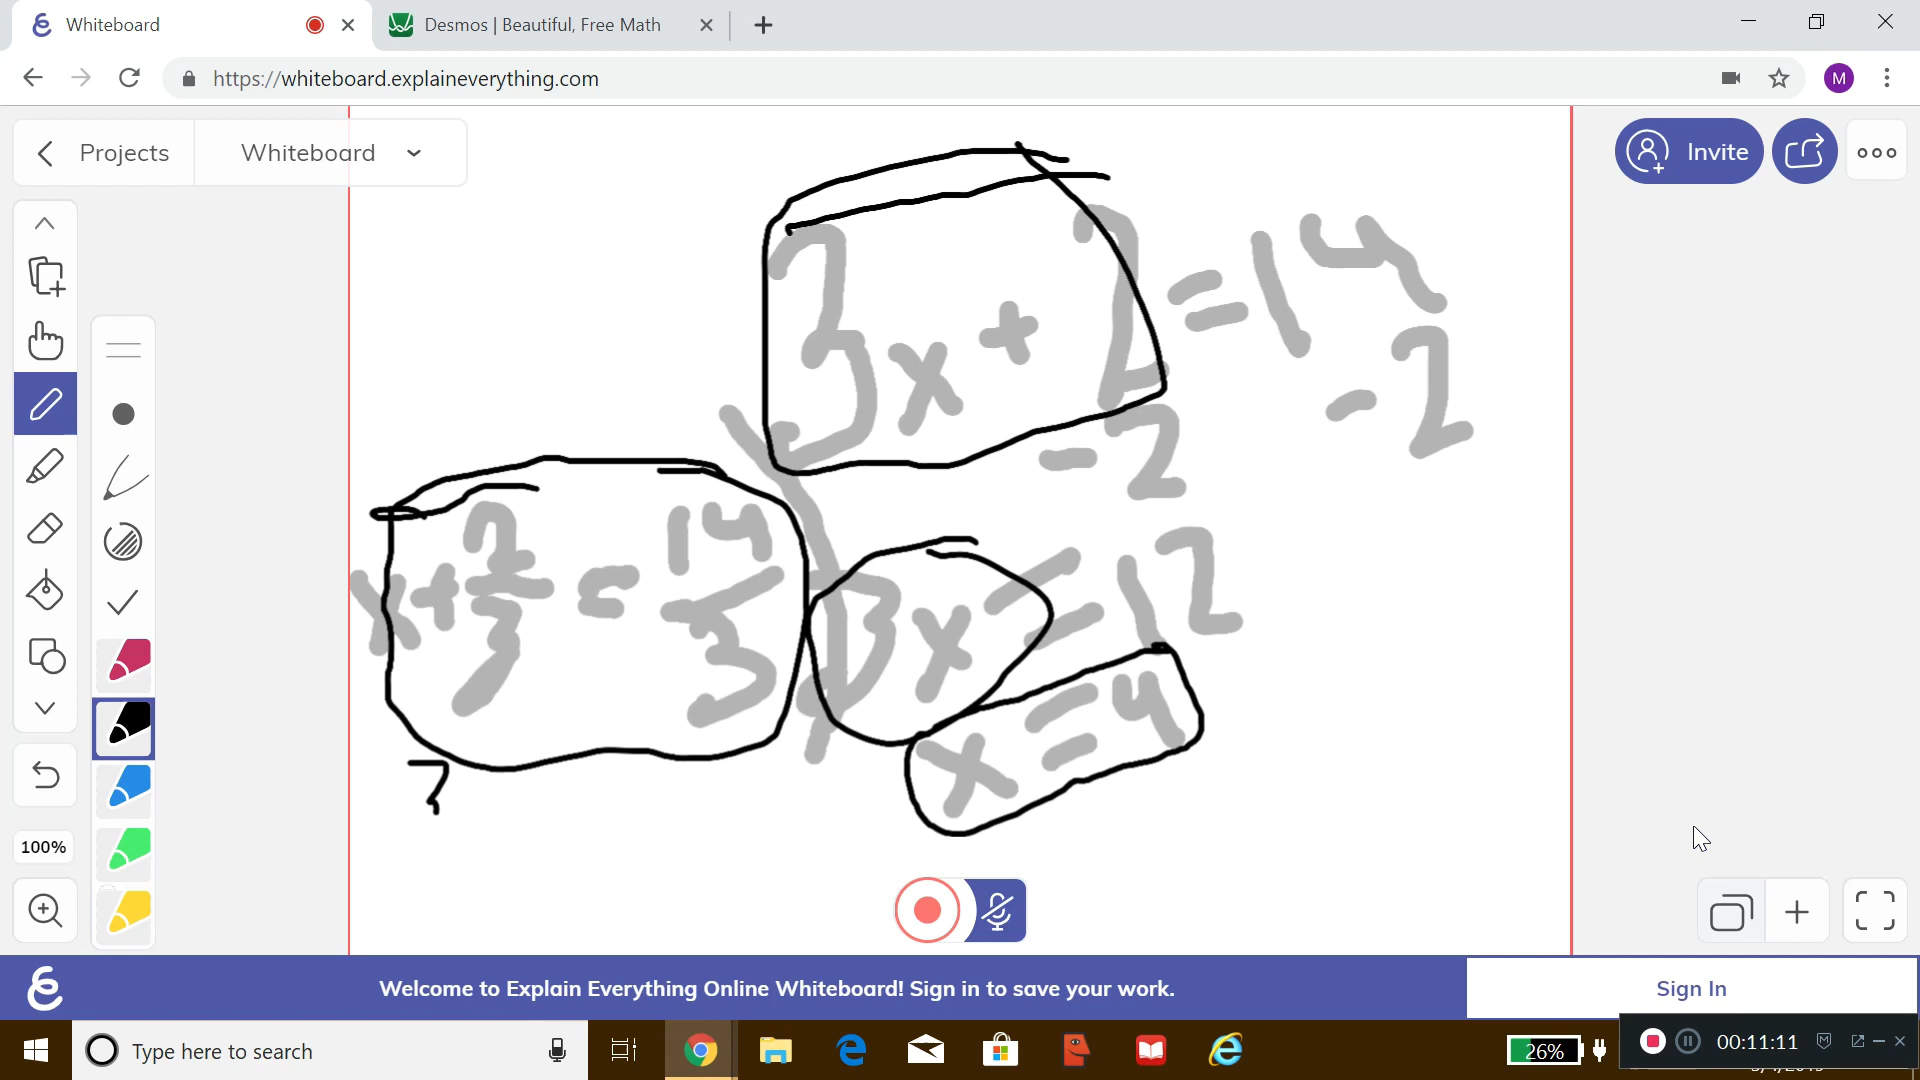 Whiteboard
Desmos | Beautiful, Free Math
https://whiteboard.explaineverything.com
M
Projects
Whiteboard
Invite
3x + 2 = 14
- 2 - 2
3x = 12
x = 4
x + 2/3 = 14/3
?
100%
Welcome to Explain Everything Online Whiteboard! Sign in to save your work.
Sign In
Type here to search
26%
00:11:11